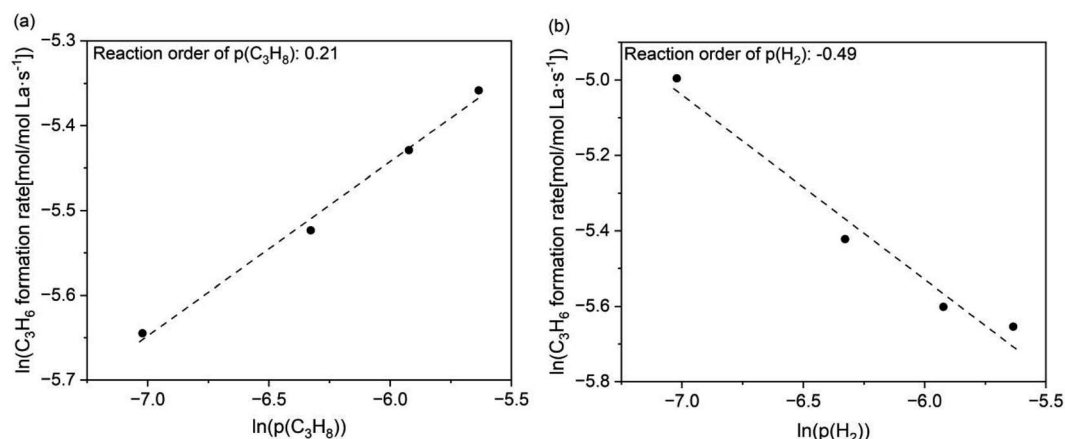 (a)
Reaction order of p(C₃H₈): 0.21
ln(C₃H₆ formation rate[mol/mol La·s⁻¹])
−5.3
−5.4
−5.5
−5.6
−5.7
−7.0
−6.5
−6.0
−5.5
ln(p(C₃H₈))
(b)
Reaction order of p(H₂): -0.49
ln(C₃H₆ formation rate[mol/mol La·s⁻¹])
−5.0
−5.2
−5.4
−5.6
−5.8
−7.0
−6.5
−6.0
−5.5
ln(p(H₂))